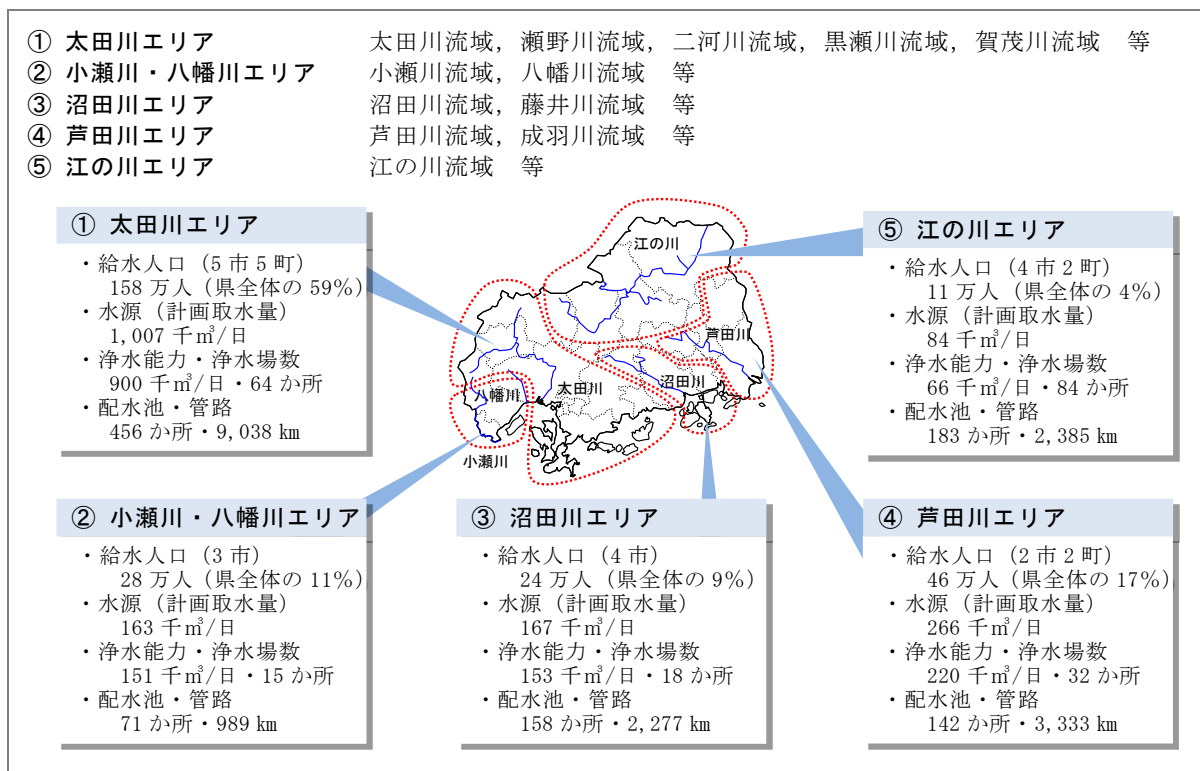 ① 太田川エリア 太田川流域，瀬野川流域，二河川流域，黒瀬川流域，賀茂川流域 等
② 小瀬川・八幡川エリア 小瀬川流域，八幡川流域 等
③ 沼田川エリア 沼田川流域，藤井川流域 等
④ 芦田川エリア 芦田川流域，成羽川流域 等
⑤ 江の川エリア 江の川流域 等
① 太田川エリア
・給水人口（5 市 5 町）
158 万人（県全体の 59%）
・水源（計画取水量）
1,007 千㎥/日
・浄水能力・浄水場数
900 千㎥/日・64 か所
・配水池・管路
456 か所・9,038 ㎞
江の川
芦田川
沼田川
太田川
八幡川
小瀬川
⑤ 江の川エリア
・給水人口（4 市 2 町）
11 万人（県全体の 4%）
・水源（計画取水量）
84 千㎥/日
・浄水能力・浄水場数
66 千㎥/日・84 か所
・配水池・管路
183 か所・2,385 ㎞
② 小瀬川・八幡川エリア
・給水人口（3 市）
28 万人（県全体の 11%）
・水源（計画取水量）
163 千㎥/日
・浄水能力・浄水場数
151 千㎥/日・15 か所
・配水池・管路
71 か所・989 ㎞
③ 沼田川エリア
・給水人口（4 市）
24 万人（県全体の 9%）
・水源（計画取水量）
167 千㎥/日
・浄水能力・浄水場数
153 千㎥/日・18 か所
・配水池・管路
158 か所・2,277 ㎞
④ 芦田川エリア
・給水人口（2 市 2 町）
46 万人（県全体の 17%）
・水源（計画取水量）
266 千㎥/日
・浄水能力・浄水場数
220 千㎥/日・32 か所
・配水池・管路
142 か所・3,333 ㎞